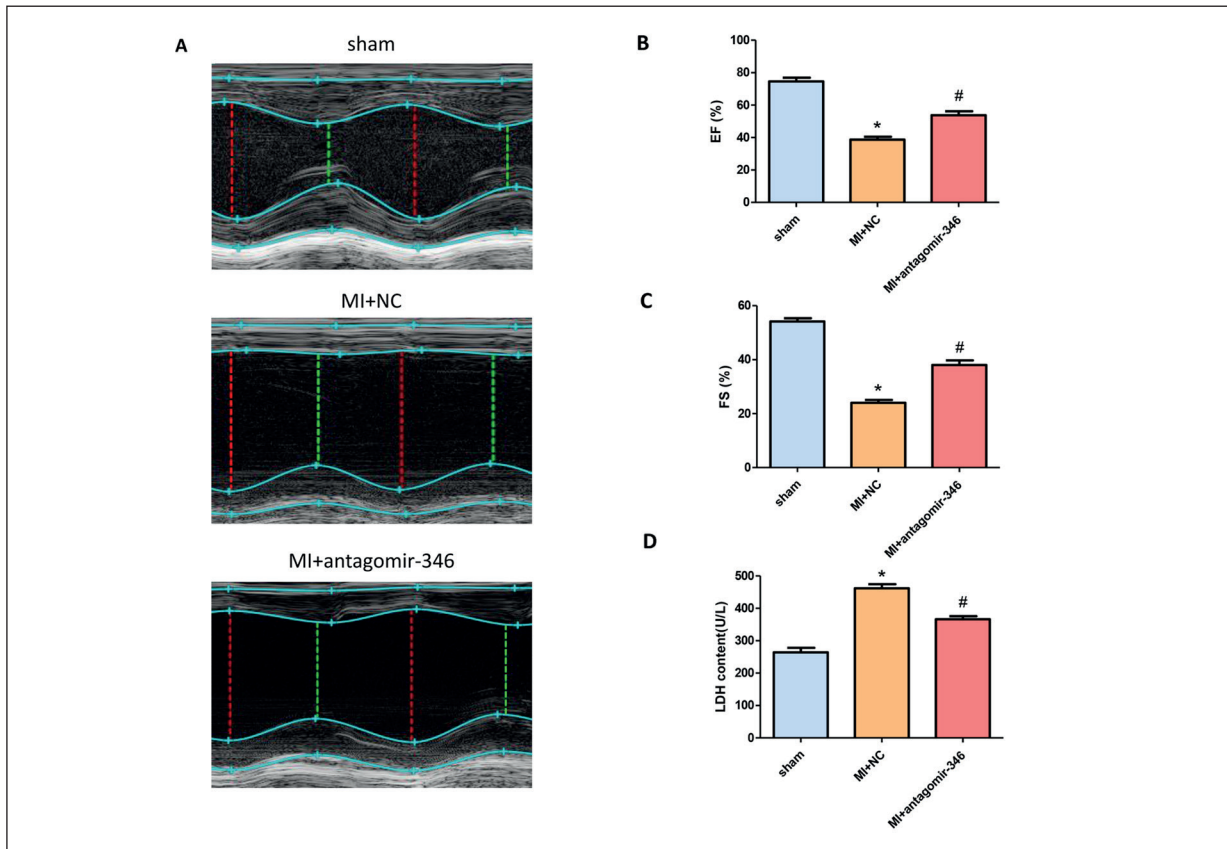 A
sham
MI+NC
MI+antagomir-346
B
EF (%)
100
80
60
40
20
0
*
#
sham
MI+NC
MI+antagomir-346
C
FS (%)
60
40
20
0
*
#
sham
MI+NC
MI+antagomir-346
D
LDH content(U/L)
500
400
300
200
100
0
*
#
sham
MI+NC
MI+antagomir-346